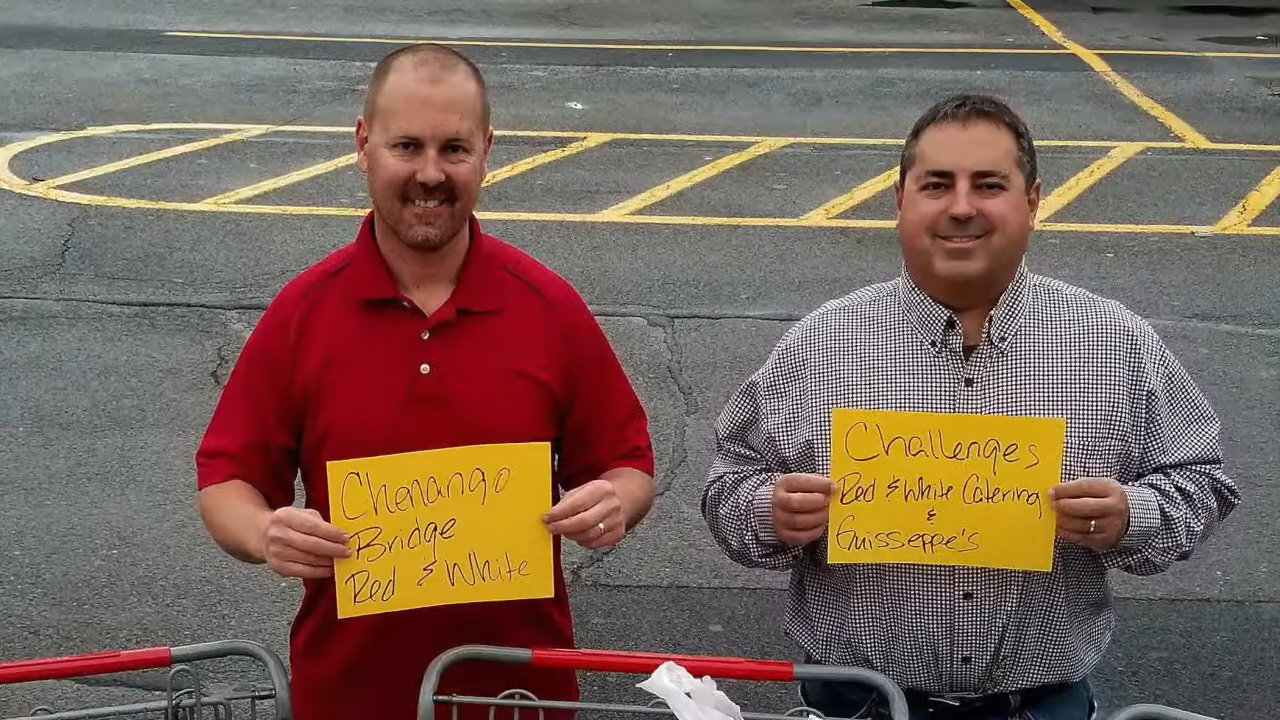 Chenango
Bridge
Red & White
Challenges
Red & White Catering
&
Guisseppe's